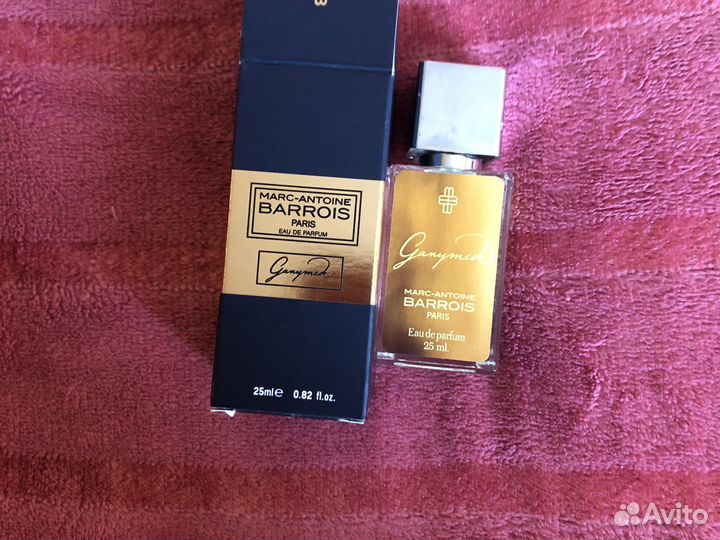 B
MARC-ANTOINE
BARROIS
PARIS
EAU DE PARFUM
Ganymede
25ml e 0.82 fl.oz.
Ganymede
MARC-ANTOINE
BARROIS
PARIS
Eau de parfum
25 ml.
Avito